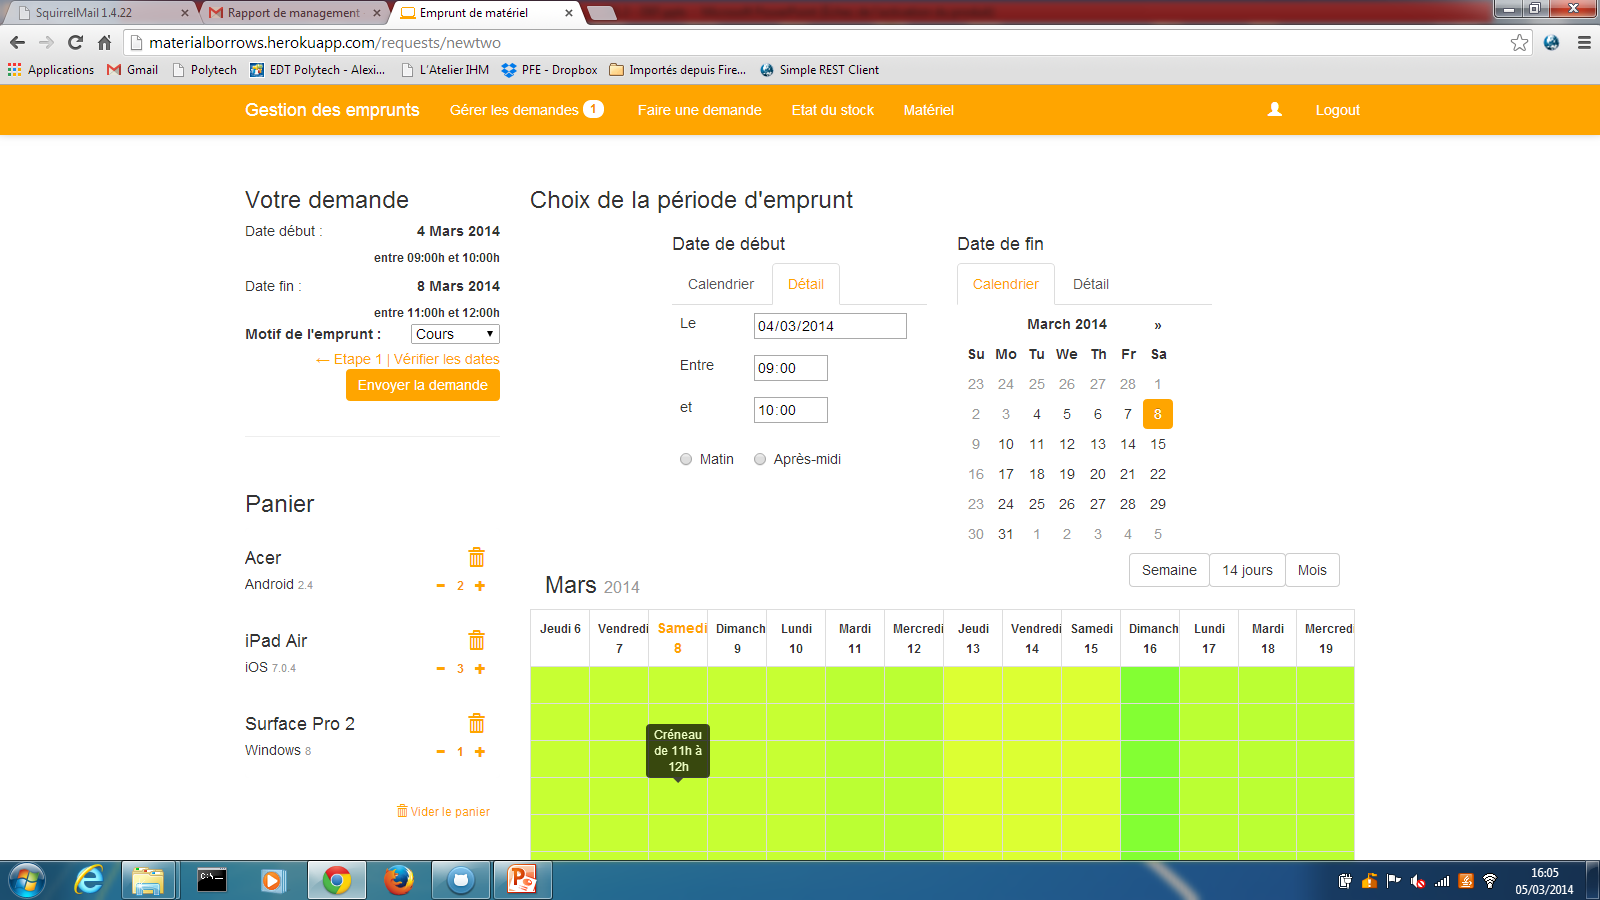 SquirrelMail 1.4.22
Rapport de management
Emprunt de matériel
materialborrows.herokuapp.com/requests/newtwo
Applications
Gmail
Polytech
EDT Polytech - Alexi...
L'Atelier IHM
PFE - Dropbox
Importés depuis Fire...
Simple REST Client
Gestion des emprunts
Gérer les demandes 1
Faire une demande
Etat du stock
Matériel
Logout
Votre demande
Date début : 4 Mars 2014
entre 09:00h et 10:00h
Date fin : 8 Mars 2014
entre 11:00h et 12:00h
Motif de l'emprunt : Cours
← Etape 1 | Vérifier les dates
Envoyer la demande
Panier
Acer
Android 2.4
- 2 +
iPad Air
iOS 7.0.4
- 3 +
Surface Pro 2
Windows 8
- 1 +
Vider le panier
Choix de la période d'emprunt
Date de début
Calendrier Détail
Le 04/03/2014
Entre 09:00
et 10:00
Matin Après-midi
Date de fin
Calendrier Détail
March 2014 »
Su Mo Tu We Th Fr Sa
23 24 25 26 27 28 1
2 3 4 5 6 7 8
9 10 11 12 13 14 15
16 17 18 19 20 21 22
23 24 25 26 27 28 29
30 31 1 2 3 4 5
Semaine 14 jours Mois
Mars 2014
Jeudi 6
Vendredi 7
Samedi 8
Dimanch 9
Lundi 10
Mardi 11
Mercredi 12
Jeudi 13
Vendredi 14
Samedi 15
Dimanch 16
Lundi 17
Mardi 18
Mercredi 19
Créneau
de 11h à
12h
16:05
05/03/2014